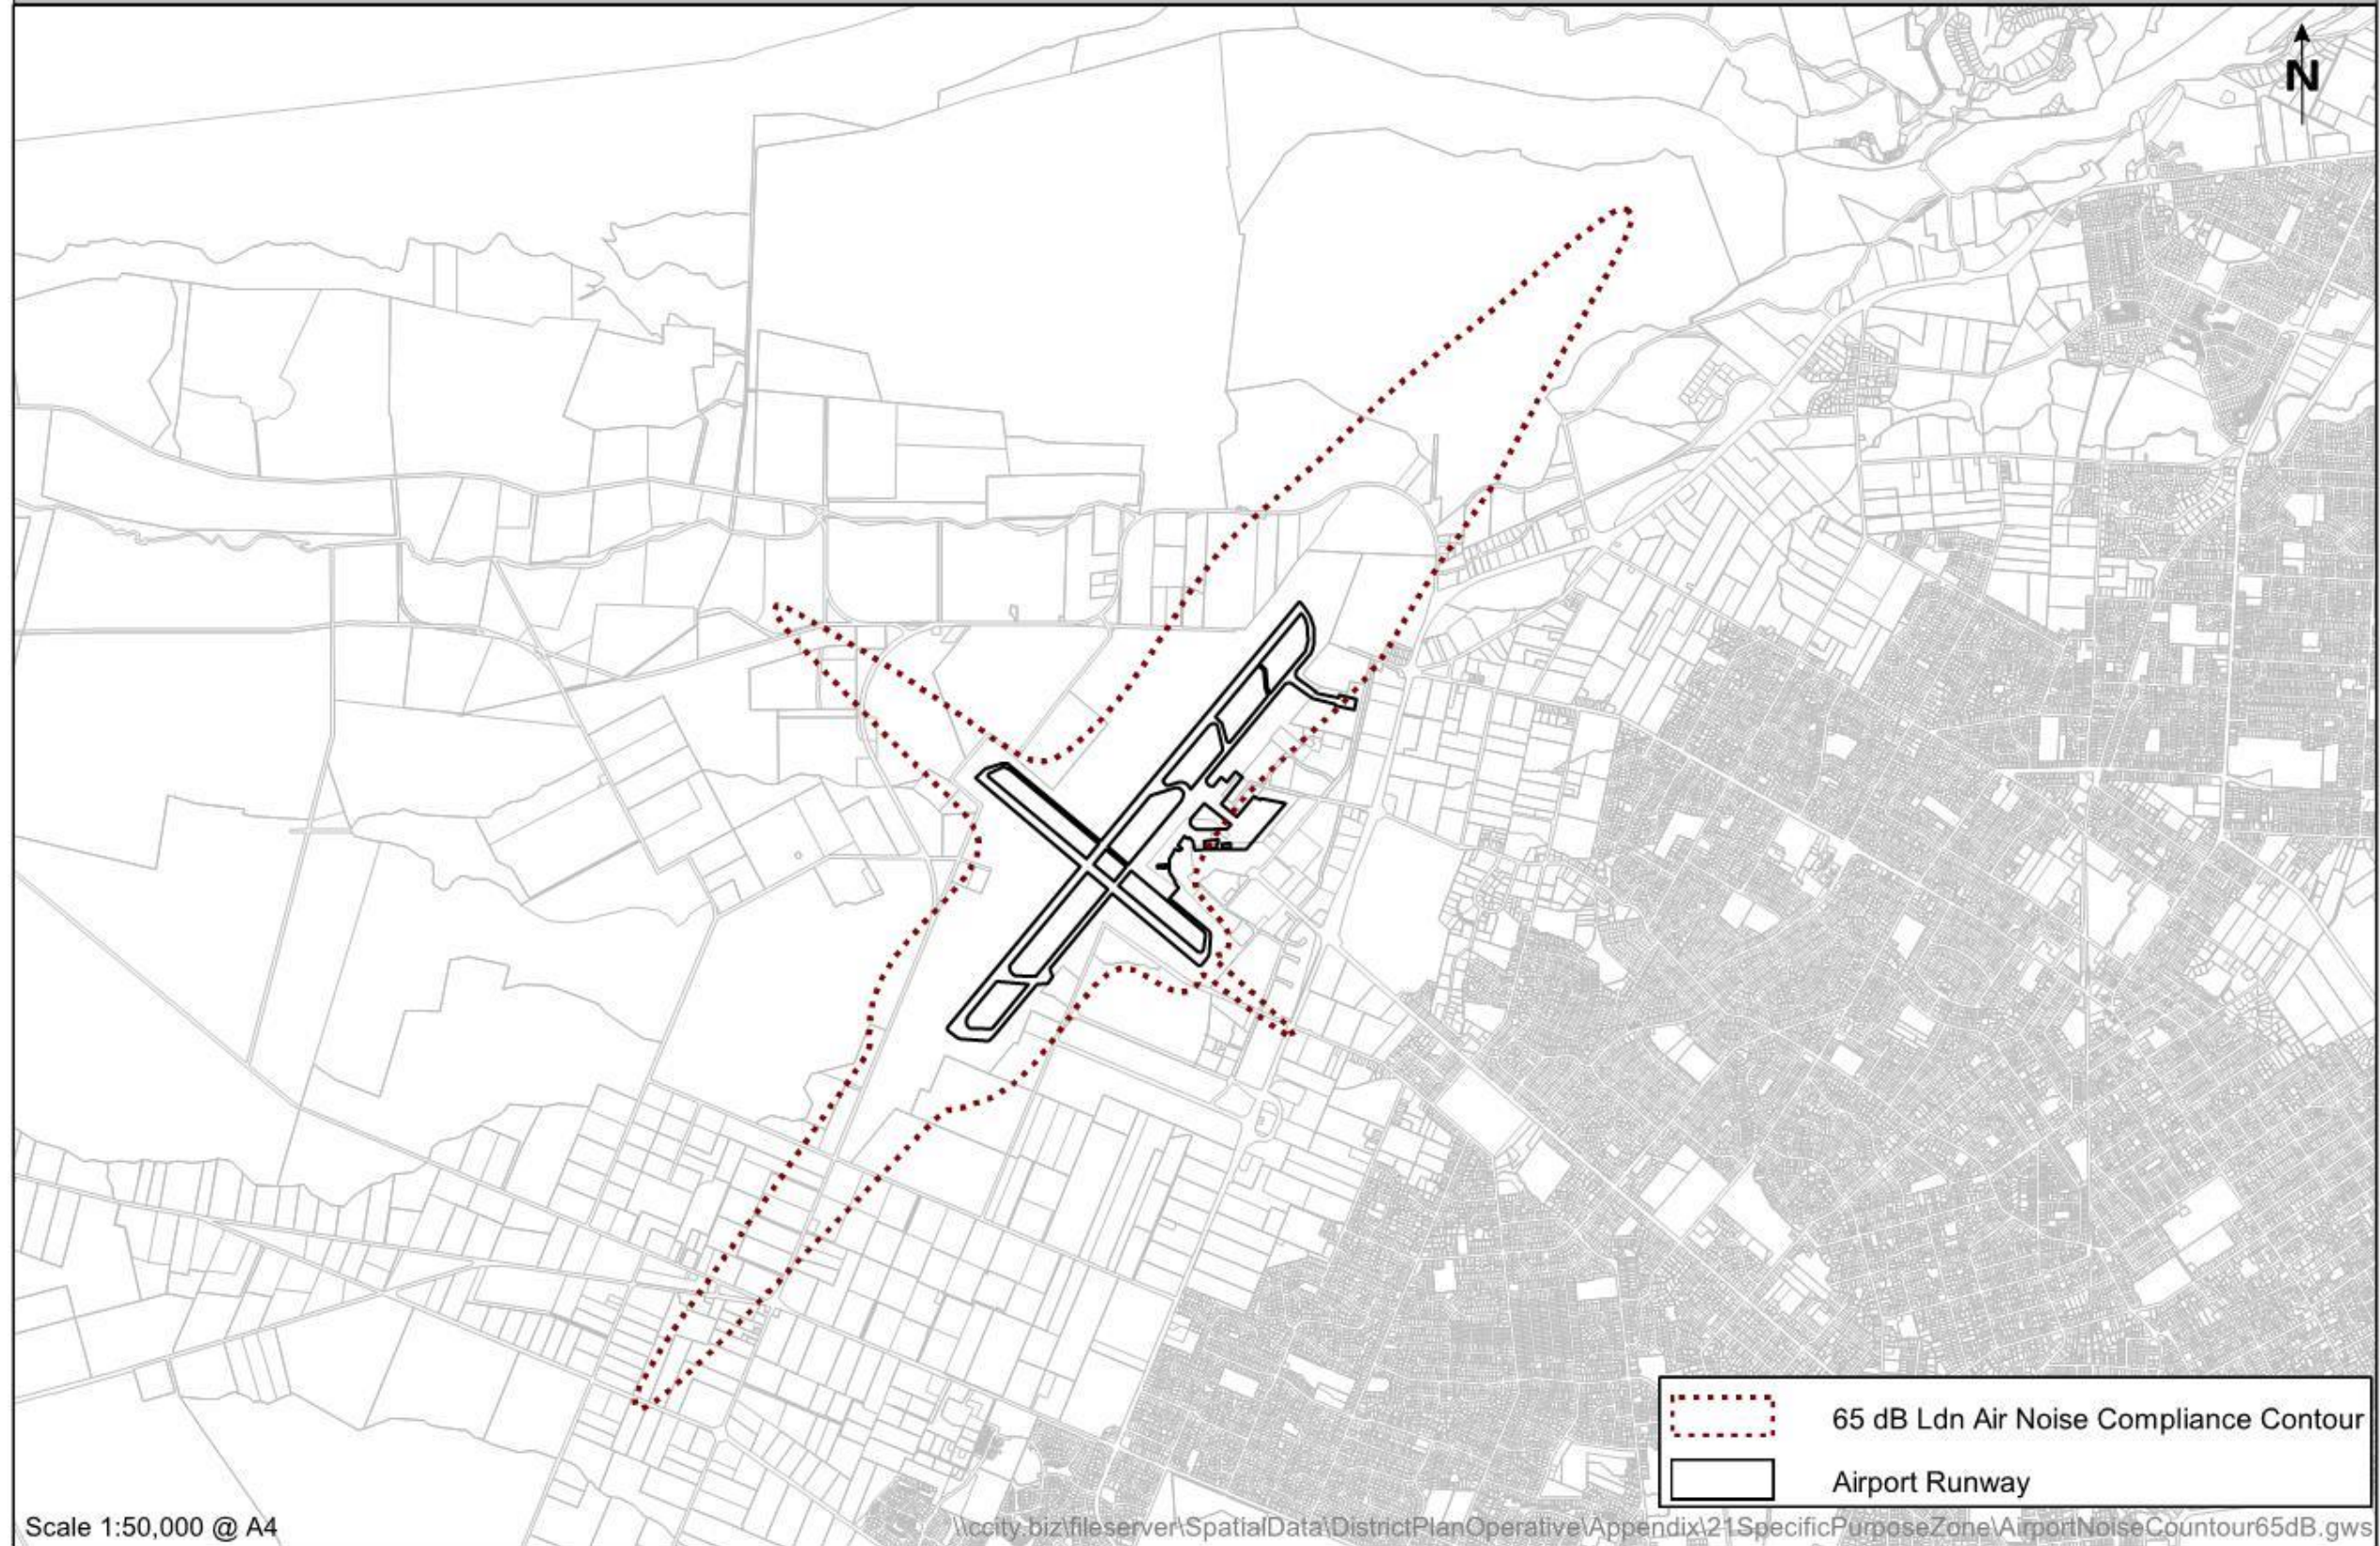 N
65 dB Ldn Air Noise Compliance Contour
Airport Runway
Scale 1:50,000 @ A4
\\ccity.biz\fileserver\SpatialData\DistrictPlanOperative\Appendix\21SpecificPurposeZone\AirportNoiseCountour65dB.gws